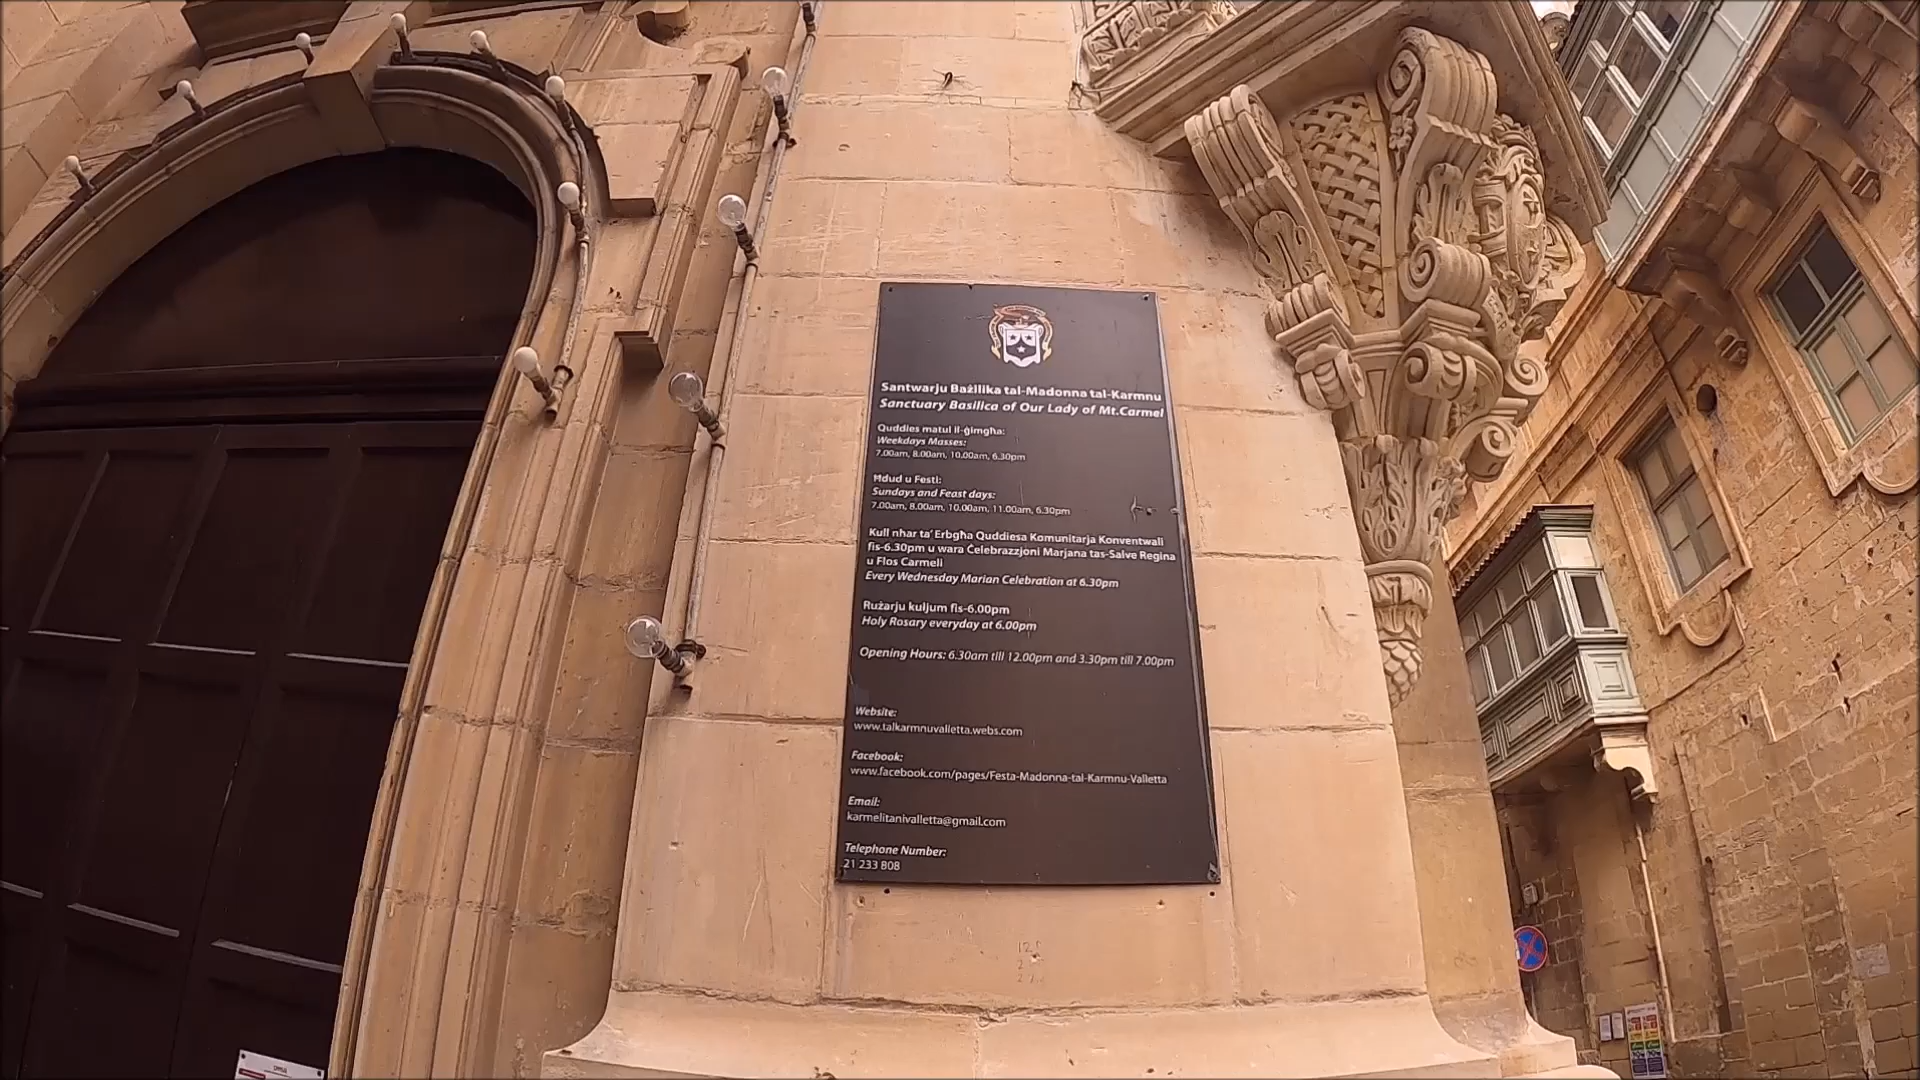 Santwarju Bażilika tal-Madonna tal-Karmnu
Sanctuary Basilica of Our Lady of Mt.Carmel
Quddies matul il-ġimgħa:
Weekdays Masses:
7.00am, 8.00am, 10.00am, 6.30pm
Ħdud u Festi:
Sundays and Feast days:
7.00am, 8.00am, 10.00am, 11.00am, 6.30pm
Kull nhar ta' Erbgħa Quddiesa Komunitarja Konventwali
fis-6.30pm u wara Ċelebrazzjoni Marjana tas-Salve Regina
u Flos Carmeli
Every Wednesday Marian Celebration at 6.30pm
Rużarju kuljum fis-6.00pm
Holy Rosary everyday at 6.00pm
Opening Hours: 6.30am till 12.00pm and 3.30pm till 7.00pm
Website:
www.talkarmnuvalletta.webs.com
Facebook:
www.facebook.com/pages/Festa-Madonna-tal-Karmnu-Valletta
Email:
karmelitanivalletta@gmail.com
Telephone Number:
21 233 808